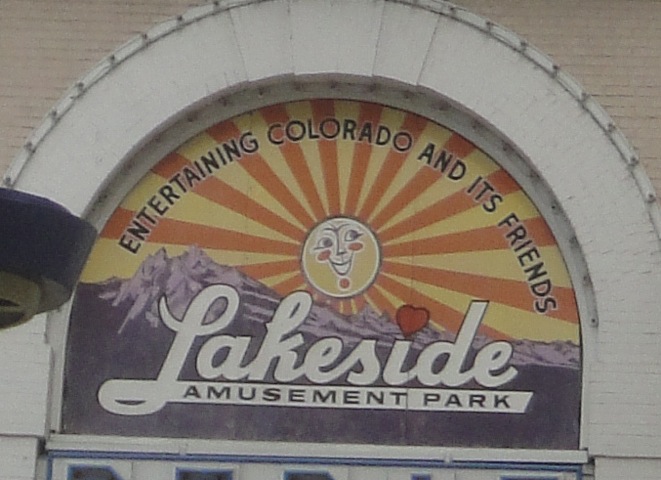 ENTERTAINING COLORADO AND ITS FRIENDS
Lakeside
AMUSEMENT PARK